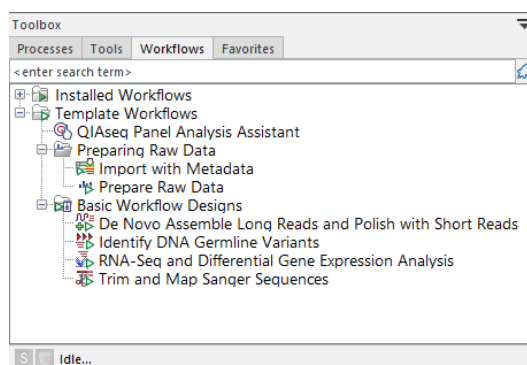 Toolbox
Processes Tools Workflows Favorites
<enter search term>
Installed Workflows
Template Workflows
QIAseq Panel Analysis Assistant
Preparing Raw Data
Import with Metadata
Prepare Raw Data
Basic Workflow Designs
De Novo Assemble Long Reads and Polish with Short Reads
Identify DNA Germline Variants
RNA-Seq and Differential Gene Expression Analysis
Trim and Map Sanger Sequences
S Idle...